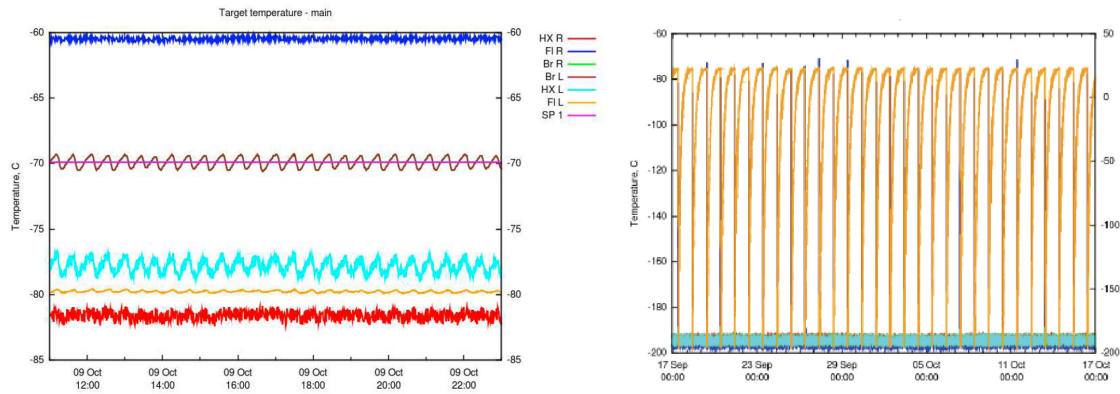 Target temperature - main
HX R
Fl R
Br R
Br L
HX L
Fl L
SP 1
Temperature, C
-60
-65
-70
-75
-80
-85
-60
-65
-70
-75
-80
-85
09 Oct 09 Oct 09 Oct 09 Oct 09 Oct 09 Oct
12:00 14:00 16:00 18:00 20:00 22:00
Temperature, C
-60
-80
-100
-120
-140
-160
-180
-200
50
0
-50
-100
-150
-200
17 Sep 23 Sep 29 Sep 05 Oct 11 Oct 17 Oct
00:00 00:00 00:00 00:00 00:00 00:00